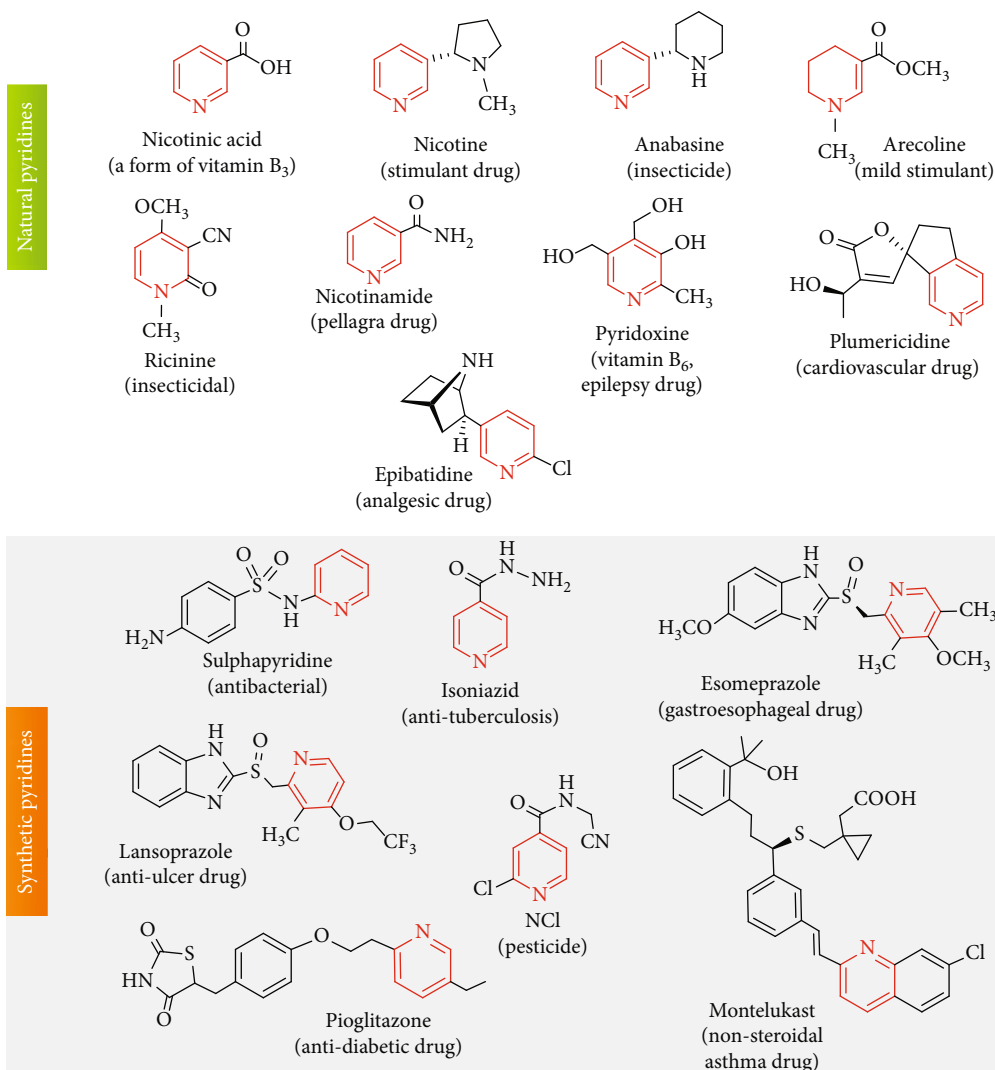 Natural pyridines
O
OH
N
Nicotinic acid
(a form of vitamin B₃)
N
N
CH₃
Nicotine
(stimulant drug)
N
N
H
Anabasine
(insecticide)
O
OCH₃
N
CH₃
Arecoline
(mild stimulant)
OCH₃
CN
N
O
CH₃
Ricinine
(insecticidal)
O
NH₂
N
Nicotinamide
(pellagra drug)
OH
HO
OH
N
CH₃
Pyridoxine
(vitamin B₆,
epilepsy drug)
O
O
HO
N
Plumericidine
(cardiovascular drug)
NH
H
N
Cl
Epibatidine
(analgesic drug)
Synthetic pyridines
O
O
S
N
H
N
H₂N
Sulphapyridine
(antibacterial)
H
O
N
NH₂
N
Isoniazid
(anti-tuberculosis)
H
N
O
S
N
N
CH₃
H₃CO
H₃C
OCH₃
Esomeprazole
(gastroesophageal drug)
H
N
O
S
N
N
H₃C
O
CF₃
Lansoprazole
(anti-ulcer drug)
H
O
N
CN
Cl
N
NCl
(pesticide)
OH
COOH
S
N
Cl
Montelukast
(non-steroidal
asthma drug)
O
S
HN
O
O
N
Pioglitazone
(anti-diabetic drug)